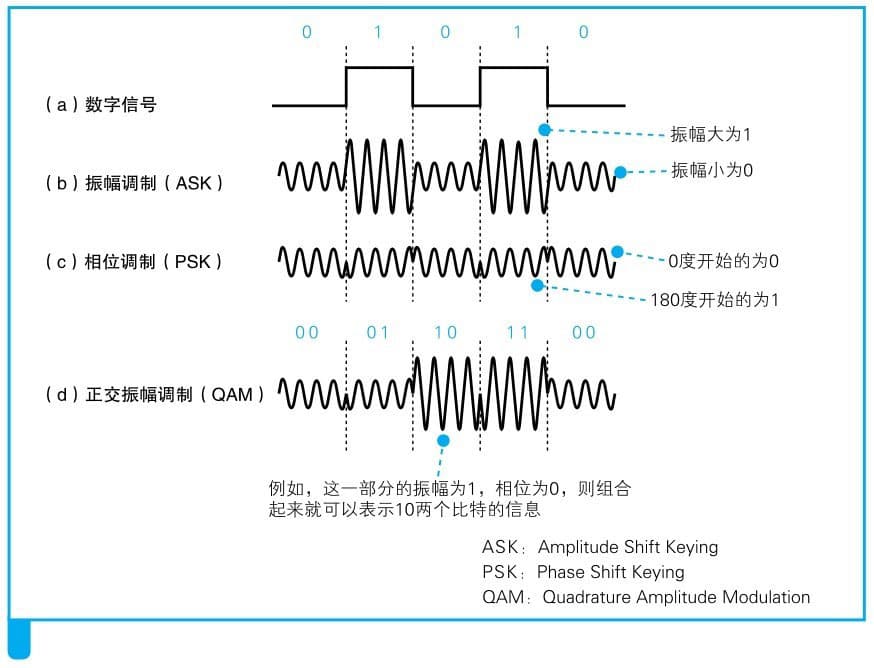 0 1 0 1 0
（a）数字信号
振幅大为1
（b）振幅调制（ASK）
振幅小为0
（c）相位调制（PSK）
0度开始的为0
180度开始的为1
00 01 10 11 00
（d）正交振幅调制（QAM）
例如，这一部分的振幅为1，相位为0，则组合
起来就可以表示10两个比特的信息
ASK：Amplitude Shift Keying
PSK：Phase Shift Keying
QAM：Quadrature Amplitude Modulation